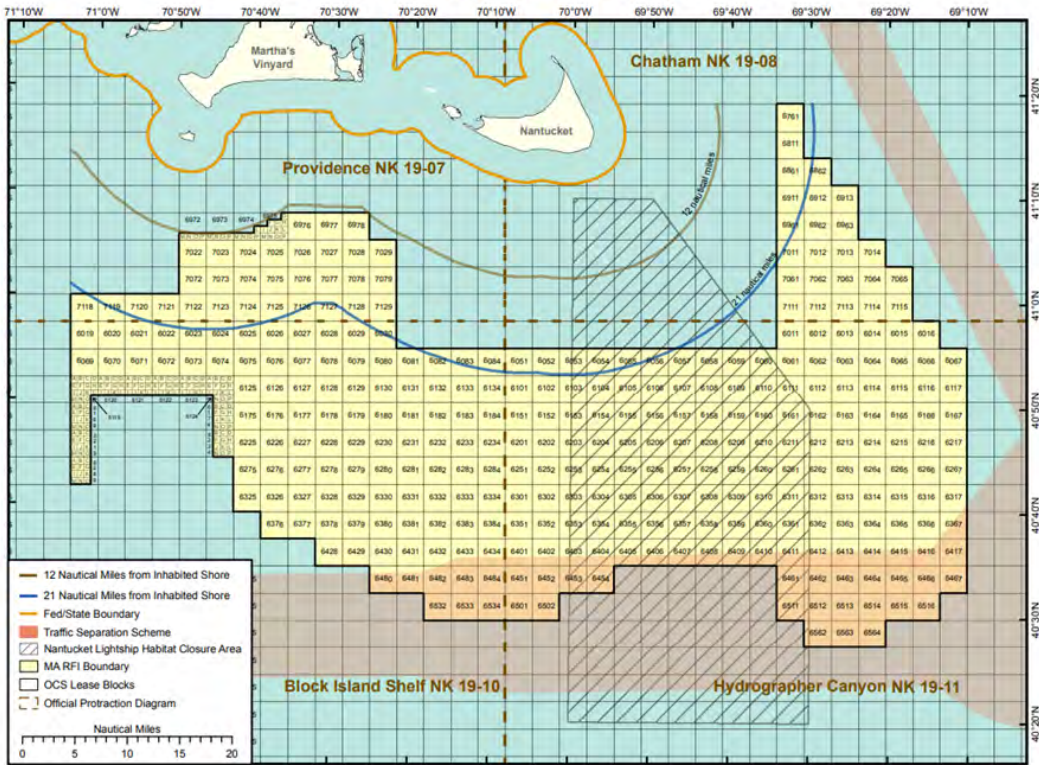 71°10'W 71°00'W 70°50'W 70°40'W 70°30'W 70°20'W 70°10'W 70°0'W 69°50'W 69°40'W 69°30'W 69°20'W 69°10'W
Martha's
Vineyard
Chatham NK 19-08
41°20'N
6761
Nantucket
6811
Providence NK 19-07
6861 6862
12 nautical miles
41°10'N
6911 6912 6913
6972 6973 6974 6976 6977 6978 6961 6962 6963
7022 7023 7024 7025 7026 7027 7028 7029 7011 7012 7013 7014
21 nautical miles
7072 7073 7074 7075 7076 7077 7078 7079 7061 7062 7063 7064 7065
41°0'N
7118 7119 7120 7121 7122 7123 7124 7125 7126 7127 7128 7129 7111 7112 7113 7114 7115
6019 6020 6021 6022 6023 6024 6025 6026 6027 6028 6029 6030 6011 6012 6013 6014 6015 6016
6069 6070 6071 6072 6073 6074 6075 6076 6077 6078 6079 6080 6081 6082 6083 6084 6051 6052 6053 6054 6055 6056 6057 6058 6059 6060 6061 6062 6063 6064 6065 6066 6067
6125 6126 6127 6128 6129 6130 6131 6132 6133 6134 6101 6102 6103 6104 6105 6106 6107 6108 6109 6110 6111 6112 6113 6114 6115 6116 6117
6120 6121 6122 6123
40°50'N
6119 6124
6175 6176 6177 6178 6179 6180 6181 6182 6183 6184 6151 6152 6153 6154 6155 6156 6157 6158 6159 6160 6161 6162 6163 6164 6165 6166 6167
6225 6226 6227 6228 6229 6230 6231 6232 6233 6234 6201 6202 6203 6204 6205 6206 6207 6208 6209 6210 6211 6212 6213 6214 6215 6216 6217
6275 6276 6277 6278 6279 6280 6281 6282 6283 6284 6251 6252 6253 6254 6255 6256 6257 6258 6259 6260 6261 6262 6263 6264 6265 6266 6267
6325 6326 6327 6328 6329 6330 6331 6332 6333 6334 6301 6302 6303 6304 6305 6306 6307 6308 6309 6310 6311 6312 6313 6314 6315 6316 6317
40°40'N
6376 6377 6378 6379 6380 6381 6382 6383 6384 6351 6352 6353 6354 6355 6356 6357 6358 6359 6360 6361 6362 6363 6364 6365 6366 6367
6428 6429 6430 6431 6432 6433 6434 6401 6402 6403 6404 6405 6406 6407 6408 6409 6410 6411 6412 6413 6414 6415 6416 6417
6480 6481 6482 6483 6484 6451 6452 6453 6454 6461 6462 6463 6464 6465 6466 6467
6532 6533 6534 6501 6502 6511 6512 6513 6514 6515 6516
40°30'N
6562 6563 6564
Block Island Shelf NK 19-10
Hydrographer Canyon NK 19-11
40°20'N
12 Nautical Miles from Inhabited Shore
21 Nautical Miles from Inhabited Shore
Fed/State Boundary
Traffic Separation Scheme
Nantucket Lightship Habitat Closure Area
MA RFI Boundary
OCS Lease Blocks
Official Protraction Diagram
Nautical Miles
0 5 10 15 20